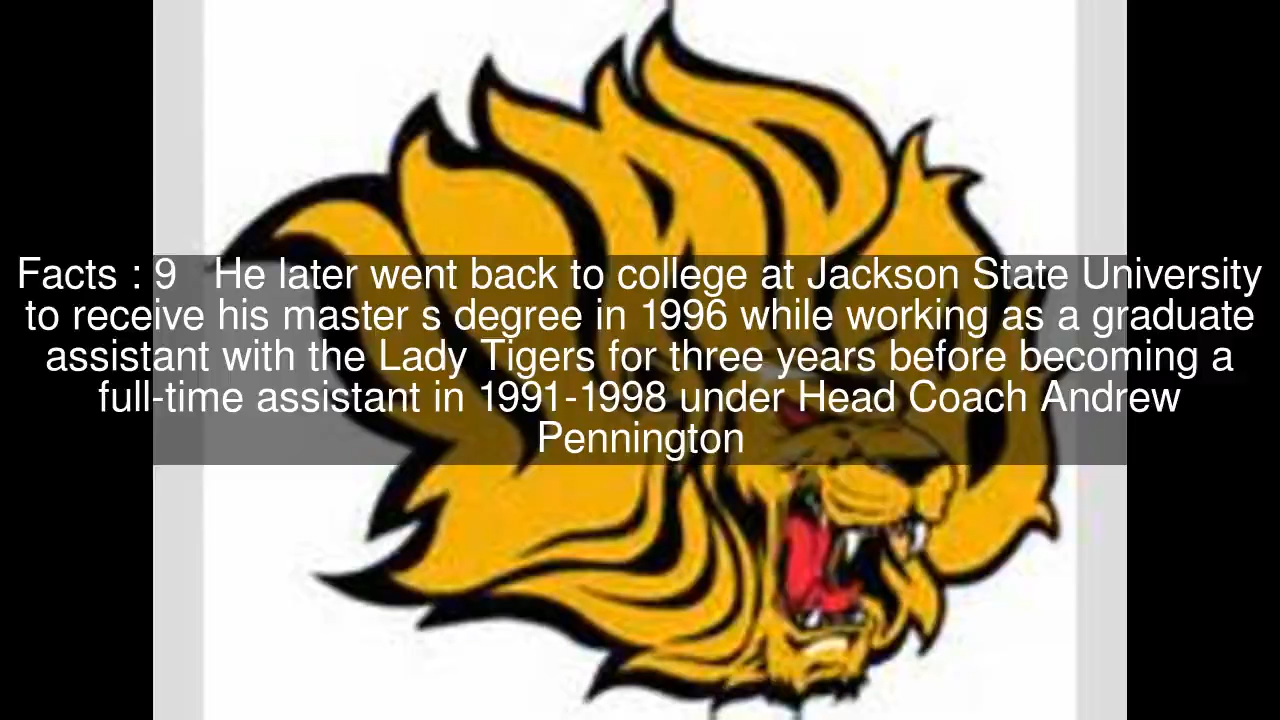 Facts : 9   He later went back to college at Jackson State University
to receive his master s degree in 1996 while working as a graduate
assistant with the Lady Tigers for three years before becoming a
full-time assistant in 1991-1998 under Head Coach Andrew
Pennington